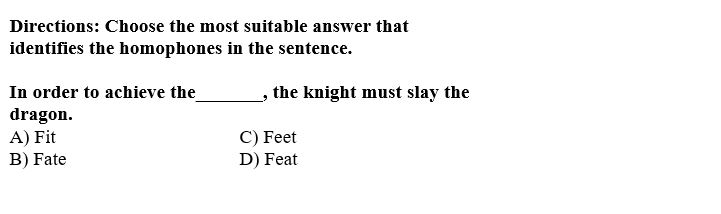 Directions: Choose the most suitable answer that
identifies the homophones in the sentence.
In order to achieve the_______, the knight must slay the
dragon.
A) Fit C) Feet
B) Fate D) Feat